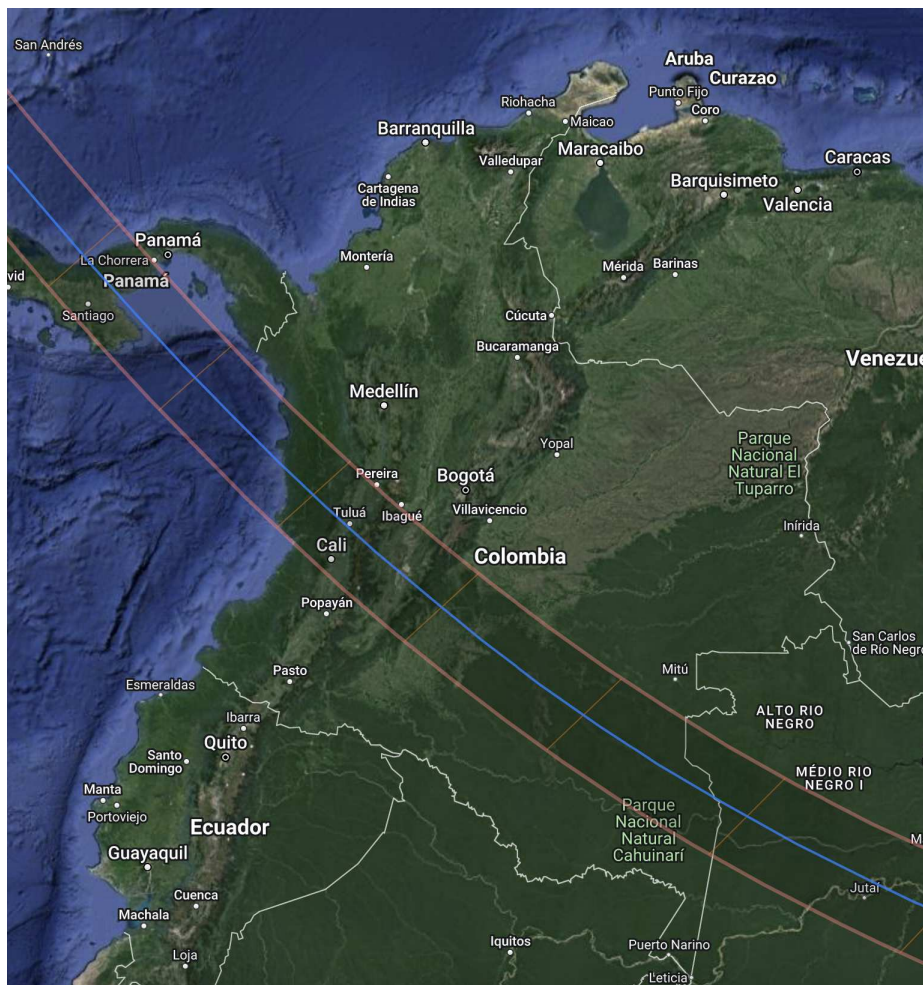 San Andrés
Aruba
Curazao
Punto Fijo
Coro
Riohacha
Maicao
Barranquilla
Maracaibo
Valledupar
Caracas
Cartagena
de Indias
Barquisimeto
Valencia
Panamá
La Chorrera
Panamá
Montería
vid
Mérida
Barinas
Santiago
Cúcuta
Bucaramanga
Venezue
Medellín
Yopal
Parque
Nacional
Natural El
Tuparro
Pereira
Bogotá
Tuluá
Ibagué
Villavicencio
Inírida
Cali
Colombia
Popayán
San Carlos
de Río Negro
Pasto
Mitú
Esmeraldas
ALTO RIO
NEGRO
Ibarra
Quito
Santo
Domingo
MÉDIO RIO
NEGRO I
Manta
Portoviejo
Ecuador
Parque
Nacional
Natural
Cahuinarí
M
Guayaquil
Jutaí
Cuenca
Machala
Iquitos
Puerto Narino
Loja
Leticia